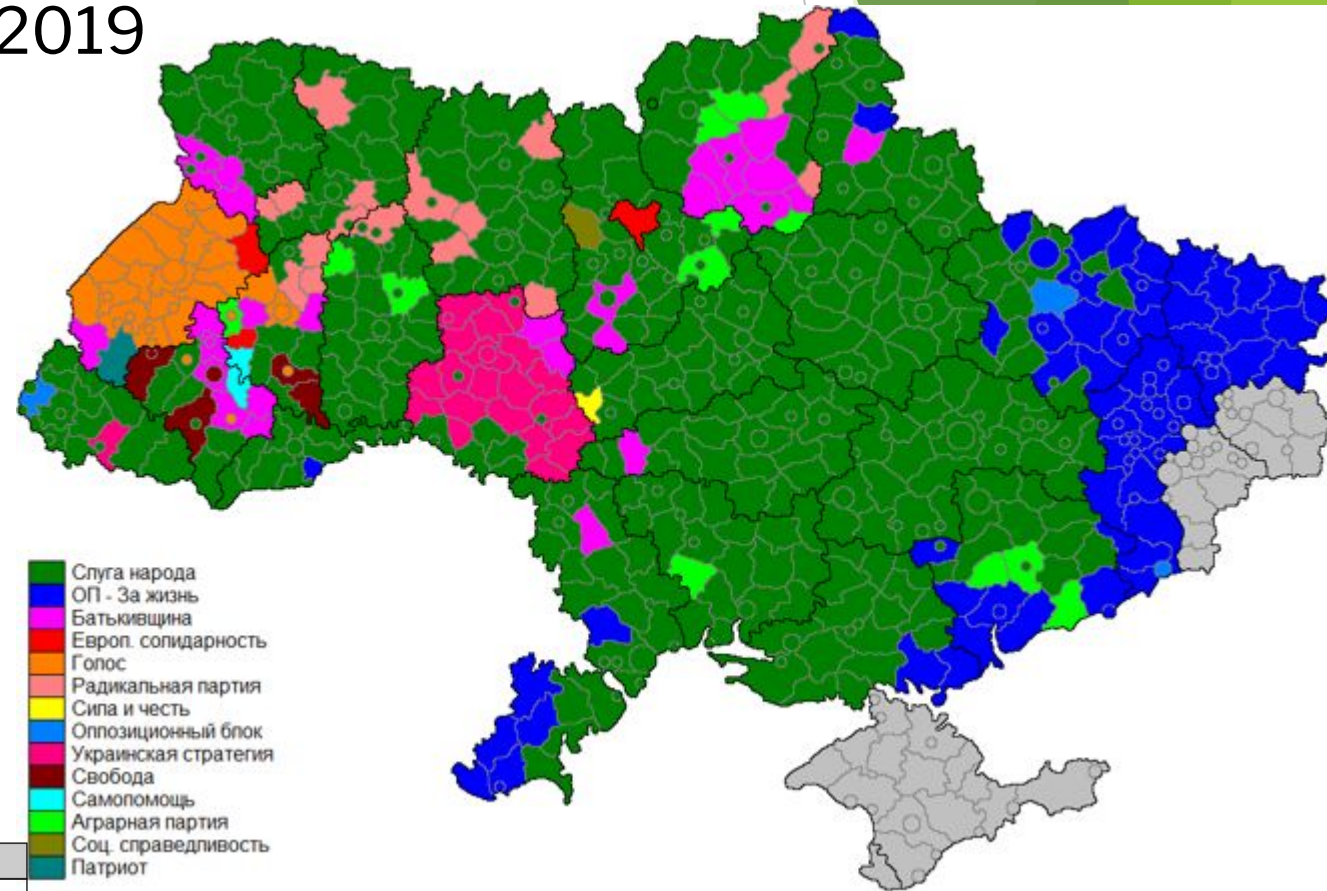 2019
Слуга народа
ОП - За жизнь
Батькивщина
Европ. солидарность
Голос
Радикальная партия
Сила и честь
Оппозиционный блок
Украинская стратегия
Свобода
Самопомощь
Аграрная партия
Соц. справедливость
Патриот